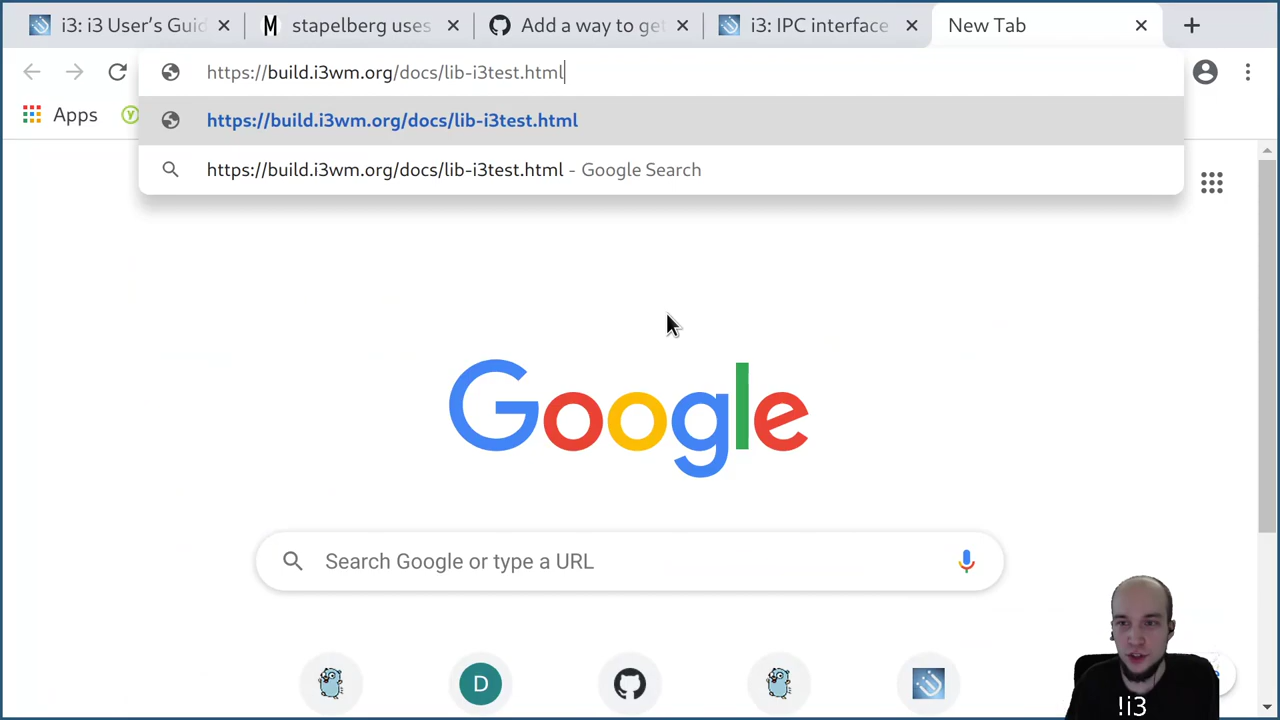 i3: i3 User’s Guid
stapelberg uses
Add a way to get
i3: IPC interface
New Tab
https://build.i3wm.org/docs/lib-i3test.html
Apps
https://build.i3wm.org/docs/lib-i3test.html
https://build.i3wm.org/docs/lib-i3test.html - Google Search
Google
Search Google or type a URL
D
!i3